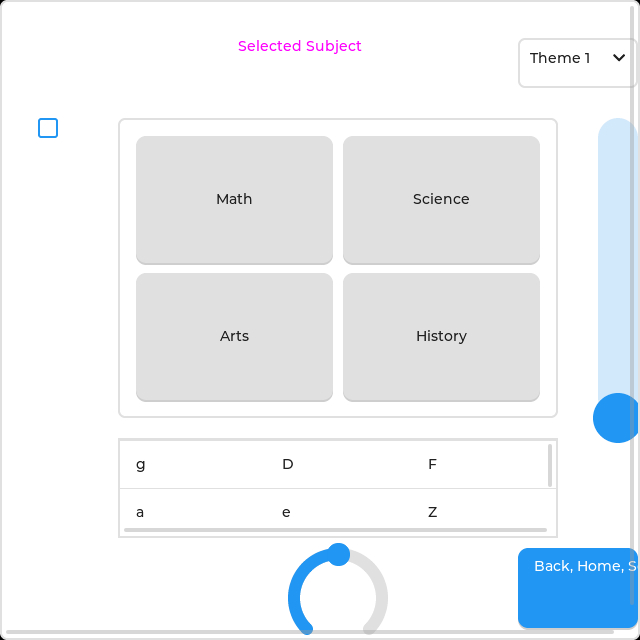 Selected Subject
Theme 1
Math
Science
Arts
History
g D F
a e Z
Back, Home, S